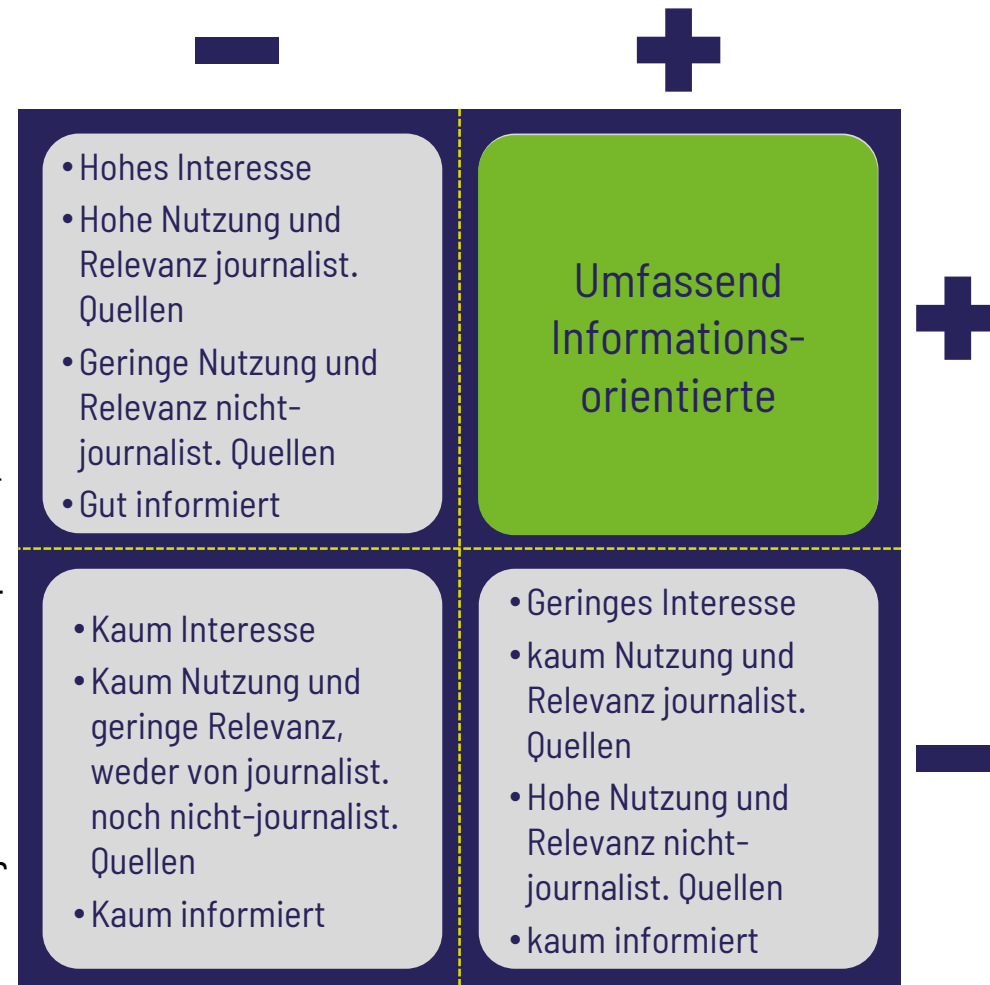 • Hohes Interesse
• Hohe Nutzung und
Relevanz journalist.
Quellen
• Geringe Nutzung und
Relevanz nicht-
journalist. Quellen
• Gut informiert
Umfassend
Informations-
orientierte
• Kaum Interesse
• Kaum Nutzung und
geringe Relevanz,
weder von journalist.
noch nicht-journalist.
Quellen
• Kaum informiert
• Geringes Interesse
• kaum Nutzung und
Relevanz journalist.
Quellen
• Hohe Nutzung und
Relevanz nicht-
journalist. Quellen
• kaum informiert